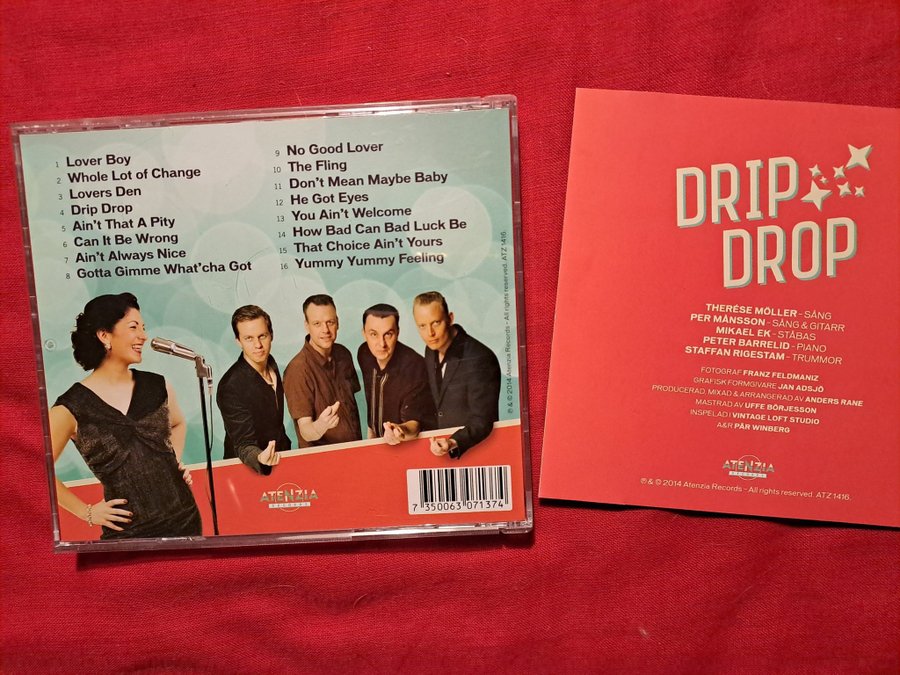 1 Lover Boy
2 Whole Lot of Change
3 Lovers Den
4 Drip Drop
5 Ain't That A Pity
6 Can It Be Wrong
7 Ain't Always Nice
8 Gotta Gimme What'cha Got
9 No Good Lover
10 The Fling
11 Don't Mean Maybe Baby
12 He Got Eyes
13 You Ain't Welcome
14 How Bad Can Bad Luck Be
15 That Choice Ain't Yours
16 Yummy Yummy Feeling
℗ & © 2014 Atenzia Records - All rights reserved. ATZ 1416.
ATENZIA
RECORDS
7 350063 071374
DRIP
DROP
THERÉSE MÖLLER – SÅNG
PER MÅNSSON – SÅNG & GITARR
MIKAEL EK – STÅBAS
PETER BARRELID – PIANO
STAFFAN RIGESTAM – TRUMMOR
FOTOGRAF FRANZ FELDMANIZ
GRAFISK FORMGIVARE JAN ADSJÖ
PRODUCERAD, MIXAD & ARRANGERAD AV ANDERS RANE
MASTRAD AV UFFE BÖRJESSON
INSPELAD I VINTAGE LOFT STUDIO
A&R PÄR WINBERG
ATENZIA
RECORDS
℗ & © 2014 Atenzia Records – All rights reserved. ATZ 1416.